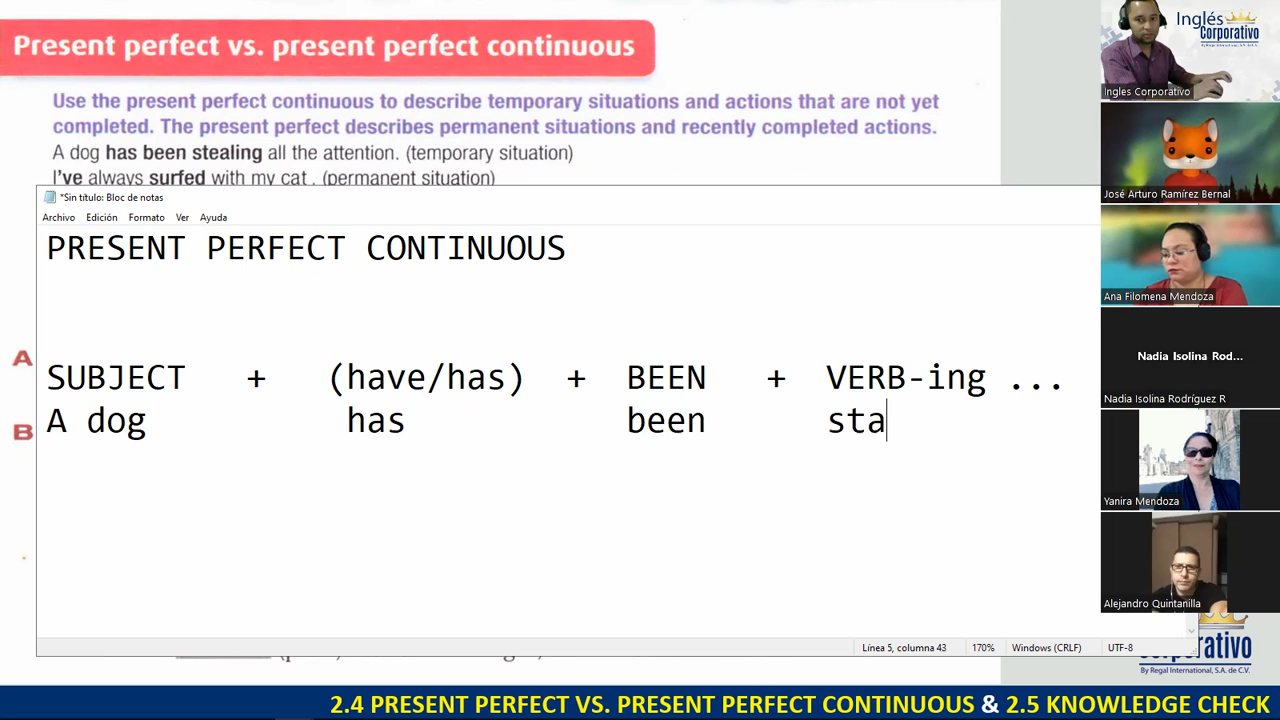 Present perfect vs. present perfect continuous
Use the present perfect continuous to describe temporary situations and actions that are not yet
completed. The present perfect describes permanent situations and recently completed actions.
A dog has been stealing all the attention. (temporary situation)
I've always surfed with my cat . (permanent situation)
*Sin título: Bloc de notas
Archivo Edición Formato Ver Ayuda
PRESENT PERFECT CONTINUOUS
A
SUBJECT + (have/has) + BEEN + VERB-ing ...
B
A dog has been sta
Línea 5, columna 43 170% Windows (CRLF) UTF-8
Inglés
Corporativo
By Regal International, S.A. de C.V.
Ingles Corporativo
José Arturo Ramírez Bernal
Ana Filomena Mendoza
Nadia Isolina Rod...
Nadia Isolina Rodríguez R
Yanira Mendoza
Alejandro Quintanilla
corporativo
By Regal International, S.A. de C.V.
2.4 PRESENT PERFECT VS. PRESENT PERFECT CONTINUOUS & 2.5 KNOWLEDGE CHECK